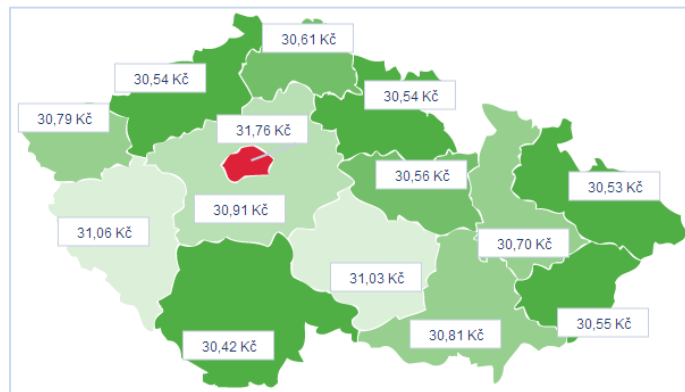 30,61 Kč
30,54 Kč
30,54 Kč
30,79 Kč
31,76 Kč
30,56 Kč
30,53 Kč
30,91 Kč
31,06 Kč
30,70 Kč
31,03 Kč
30,55 Kč
30,81 Kč
30,42 Kč